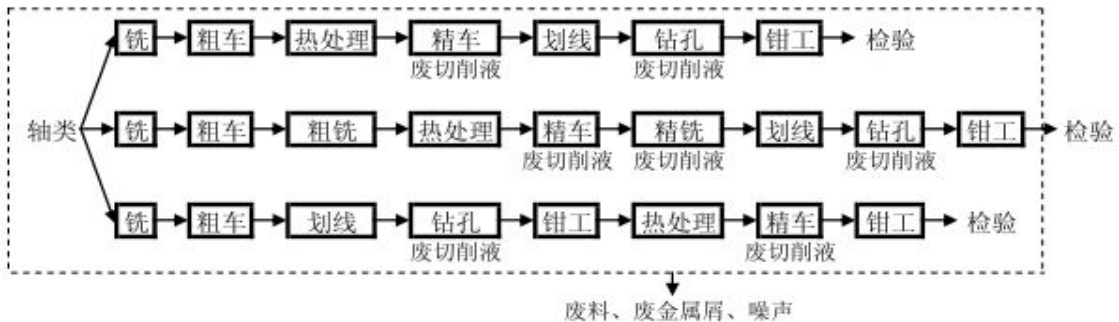 铣 粗车 热处理 精车 划线 钻孔 钳工 检验
废切削液 废切削液
轴类 铣 粗车 粗铣 热处理 精车 精铣 划线 钻孔 钳工 检验
废切削液 废切削液 废切削液
铣 粗车 划线 钻孔 钳工 热处理 精车 钳工 检验
废切削液 废切削液
废料、废金属屑、噪声